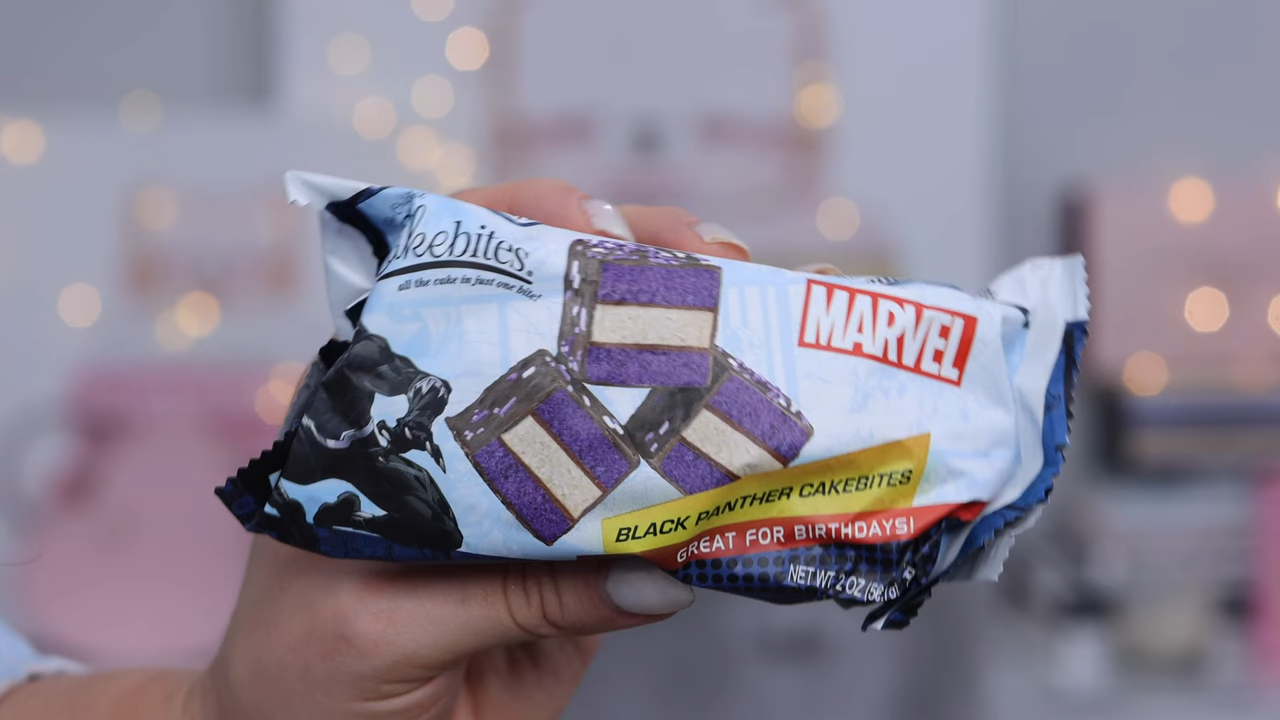 akebites.
all the cake in just one bite!
MARVEL
BLACK PANTHER CAKEBITES
GREAT FOR BIRTHDAYS!
NET WT. 2 OZ